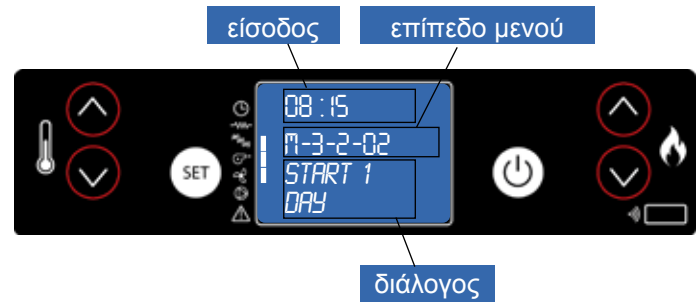 είσοδος
επίπεδο μενού
08:15
M-3-2-02
SET
START 1
DAY
διάλογος